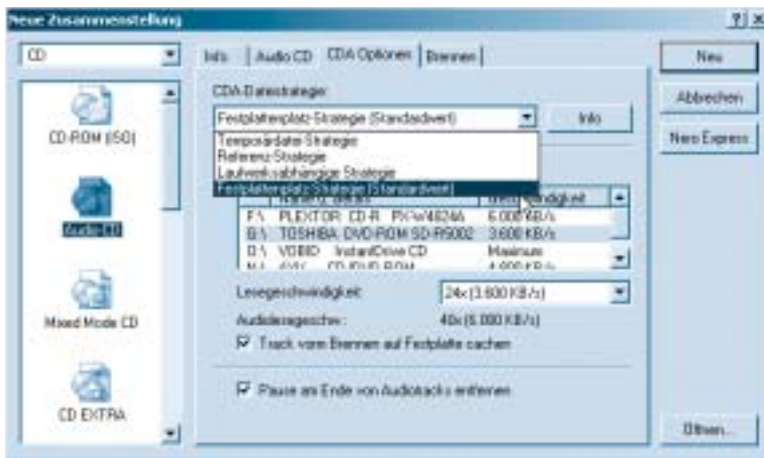 Neue Zusammenstellung
CD
CD-ROM (ISO)
Audio-CD
Mixed Mode CD
CD EXTRA
Info
Audio CD
CDA Optionen
Brennen
CDA-Dateistrategie:
Festplattenplatz-Strategie (Standardwert)
Info
Temporärdatei-Strategie
Referenz-Strategie
Laufwerksabhängige Strategie
Festplattenplatz-Strategie (Standardwert)
F:\ PLEXTOR CD-R PX-W4824A 6.000 KB/s
G:\ TOSHIBA DVD-ROM SD-R5002 3.600 KB/s
O:\ VOBID InstantDrive CD Maximum
Lesegeschwindigkeit:
24x (3.600 KB/s)
Audiolesegeschw.:
40x (6.000 KB/s)
Track vorm Brennen auf Festplatte cachen
Pause am Ende von Audiotracks entfernen
Neu
Abbrechen
Nero Express
Öffnen...